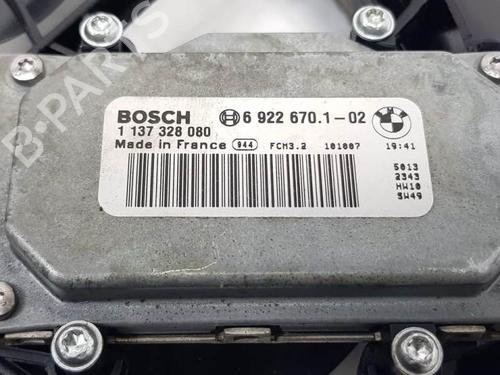 BOSCH 6 922 670.1-02 BMW
1 137 328 080
Made in France 944 FCM3.2 101007 19:41
5013
2343
HW10
SW49
B-PARTS